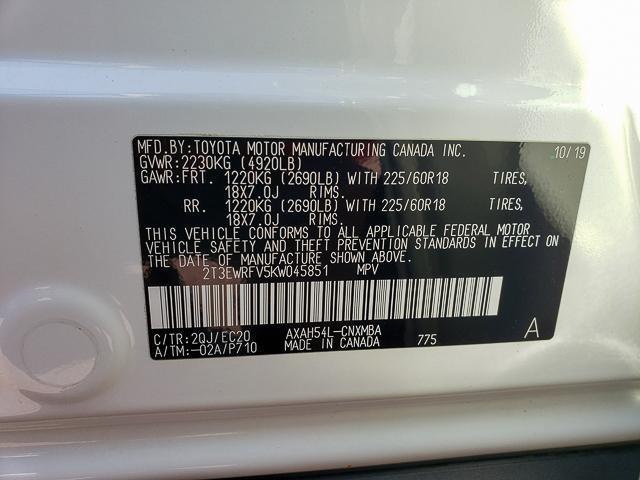 MFD.BY:TOYOTA MOTOR MANUFACTURING CANADA INC. 10/19
GVWR:2230KG (4920LB)
GAWR:FRT. 1220KG (2690LB) WITH 225/60R18 TIRES,
18X7.0J RIMS.
RR. 1220KG (2690LB) WITH 225/60R18 TIRES,
18X7.0J RIMS.
THIS VEHICLE CONFORMS TO ALL APPLICABLE FEDERAL MOTOR
VEHICLE SAFETY AND THEFT PREVENTION STANDARDS IN EFFECT ON
THE DATE OF MANUFACTURE SHOWN ABOVE.
2T3EWRFV5KW045851 MPV
C/TR:2QJ/EC20 AXAH54L-CNXMBA 775 A
A/TM:-02A/P710 MADE IN CANADA